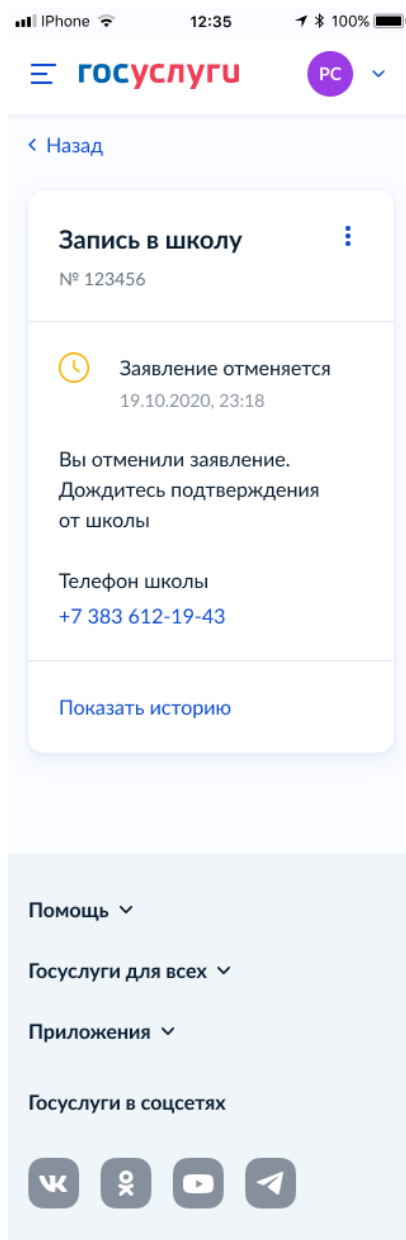 IPhone 12:35 100%
госуслуги РС
Назад
Запись в школу
№ 123456
Заявление отменяется
19.10.2020, 23:18
Вы отменили заявление.
Дождитесь подтверждения
от школы
Телефон школы
+7 383 612-19-43
Показать историю
Помощь
Госуслуги для всех
Приложения
Госуслуги в соцсетях